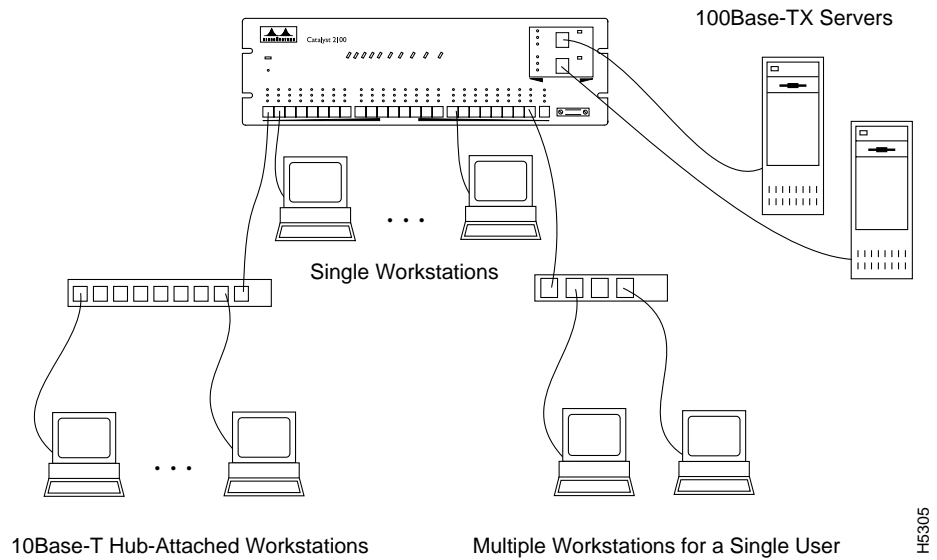 100Base-TX Servers
Catalyst 2100
Single Workstations
10Base-T Hub-Attached Workstations
Multiple Workstations for a Single User
H5305